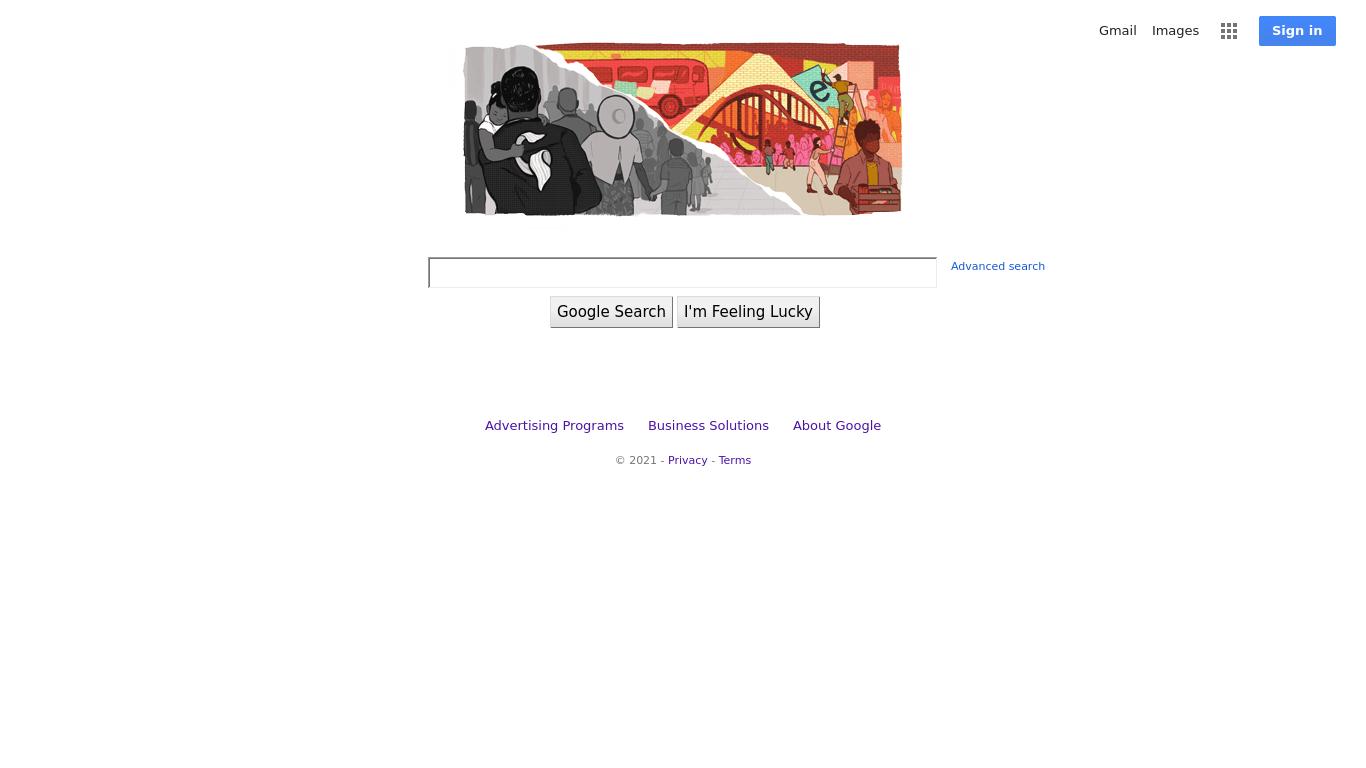 Gmail Images Sign in
e
Advanced search
Google Search I'm Feeling Lucky
Advertising Programs Business Solutions About Google
© 2021 - Privacy - Terms